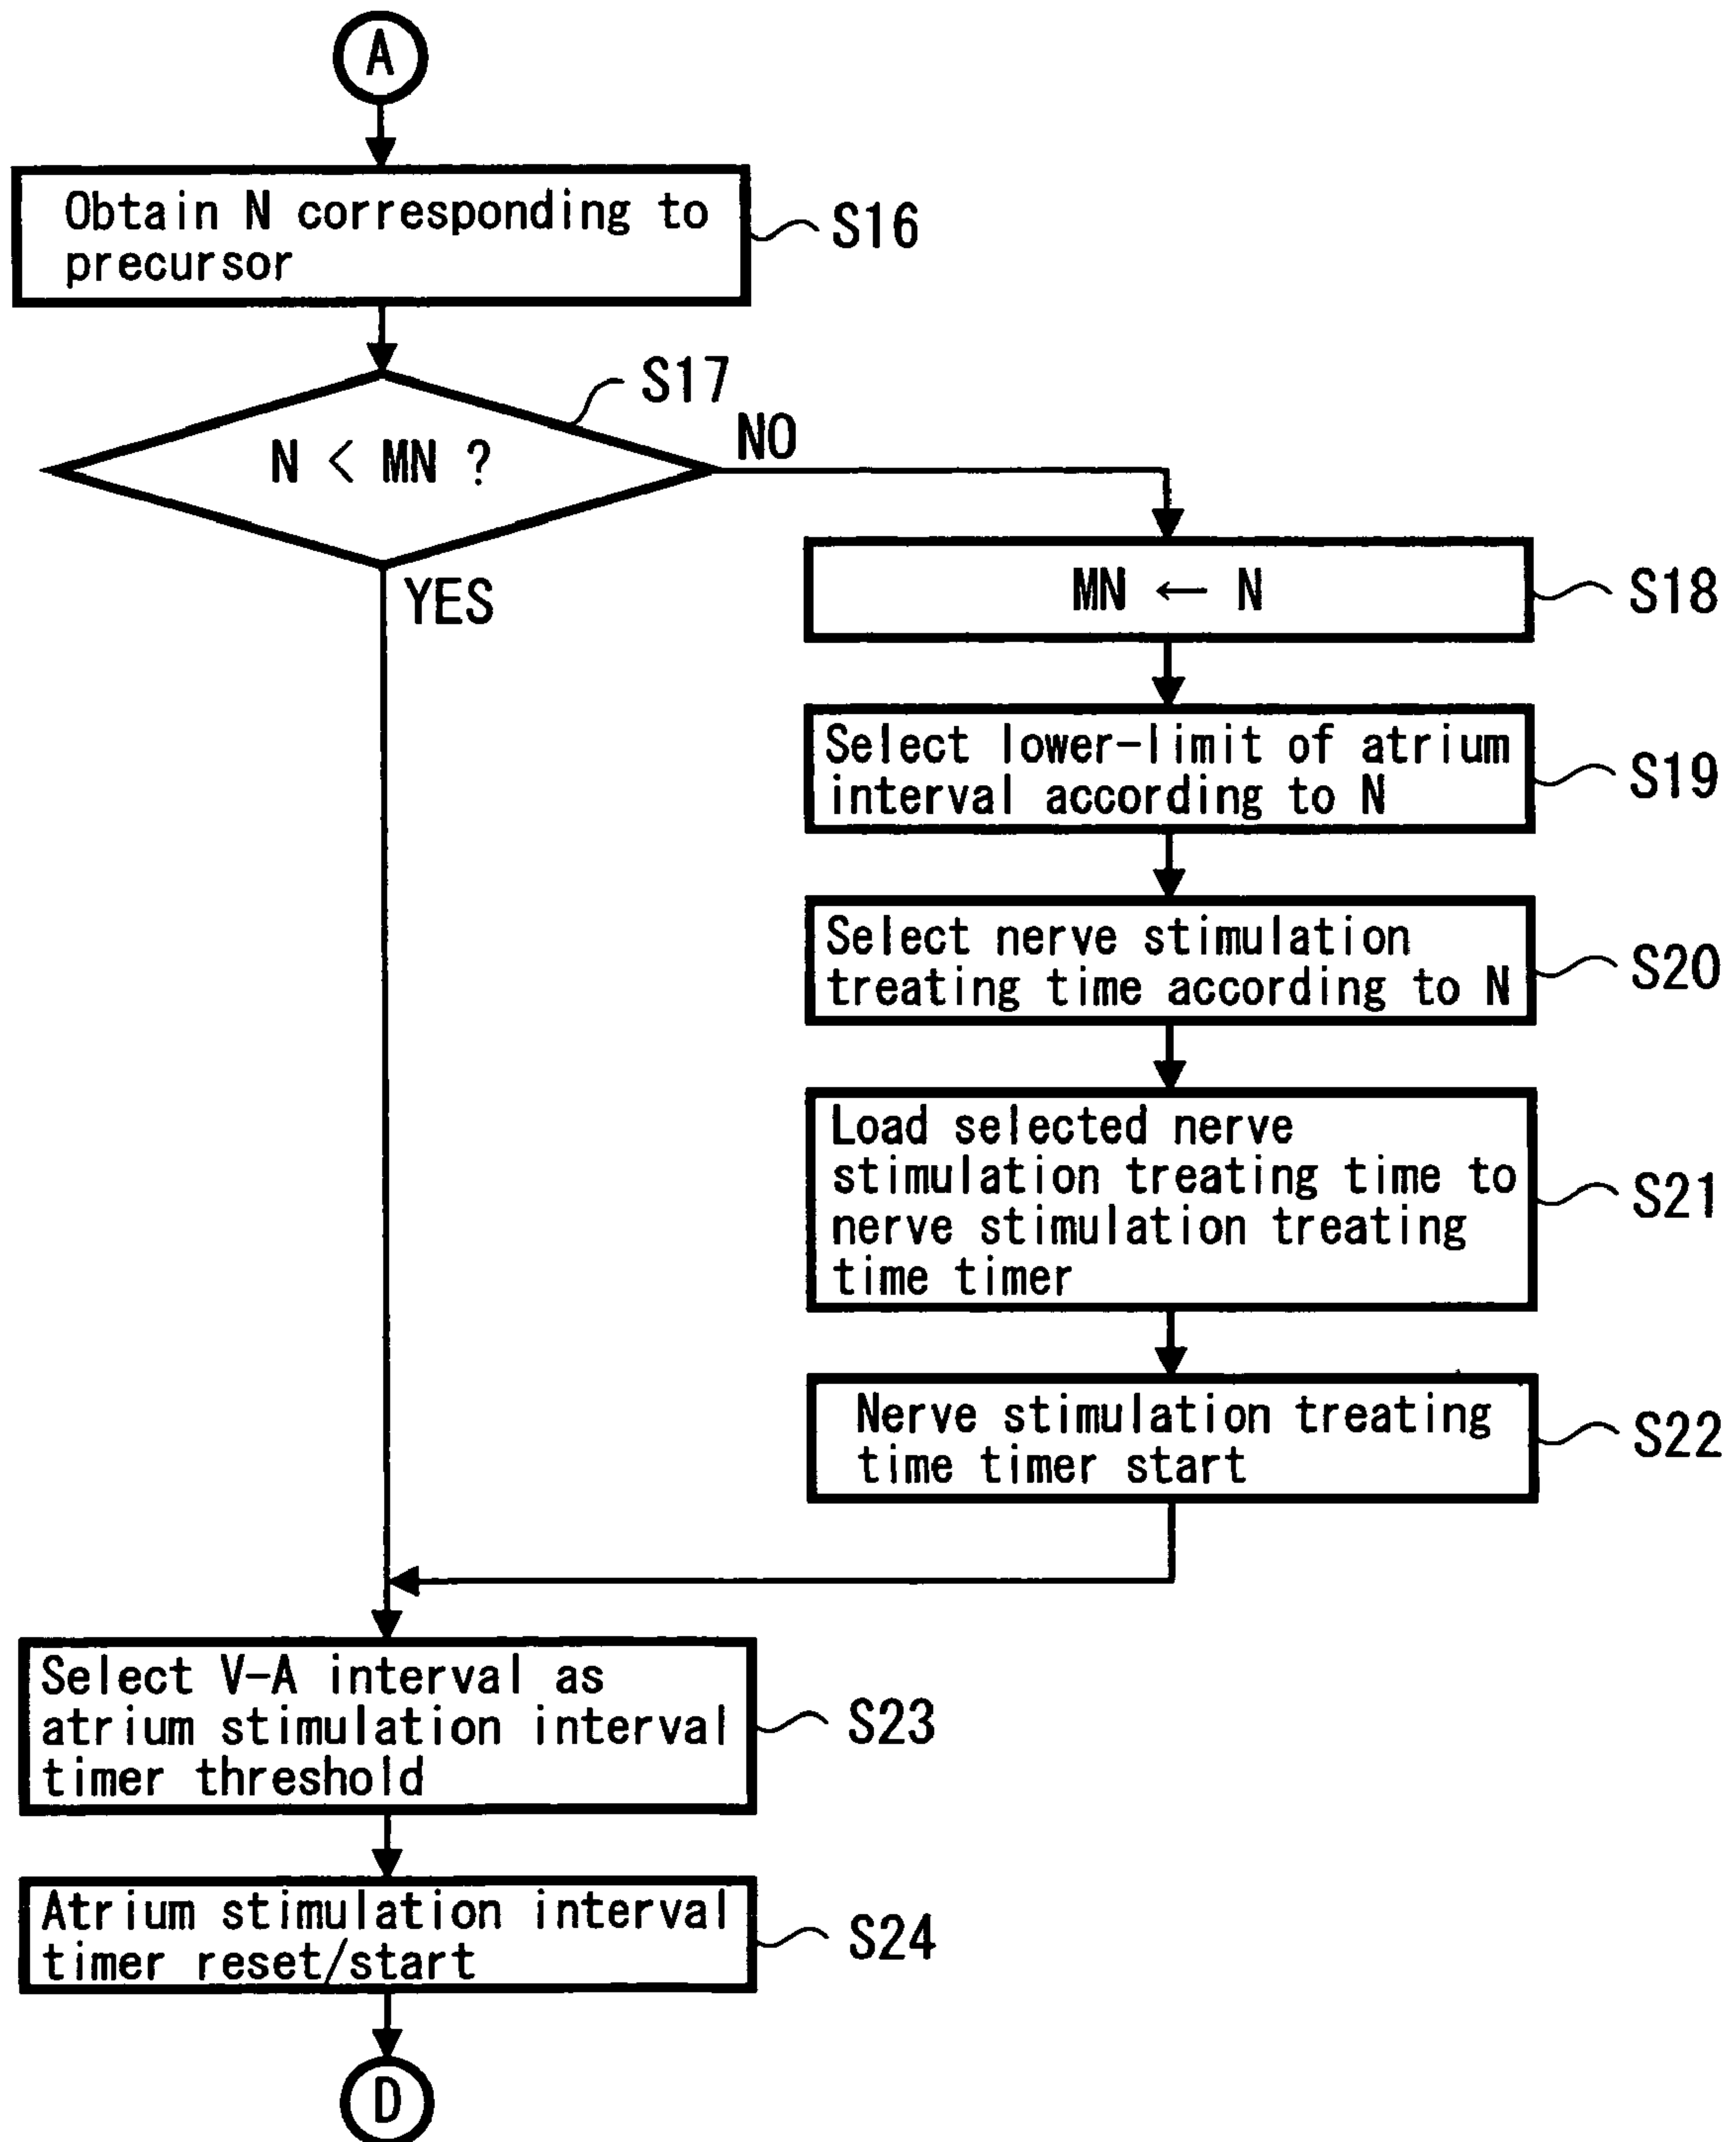 A
Obtain N corresponding to
precursor
S16
S17
N < MN ?
NO
YES
MN ← N
S18
Select lower-limit of atrium
interval according to N
S19
Select nerve stimulation
treating time according to N
S20
Load selected nerve
stimulation treating time to
nerve stimulation treating
time timer
S21
Nerve stimulation treating
time timer start
S22
Select V-A interval as
atrium stimulation interval
timer threshold
S23
Atrium stimulation interval
timer reset/start
S24
D